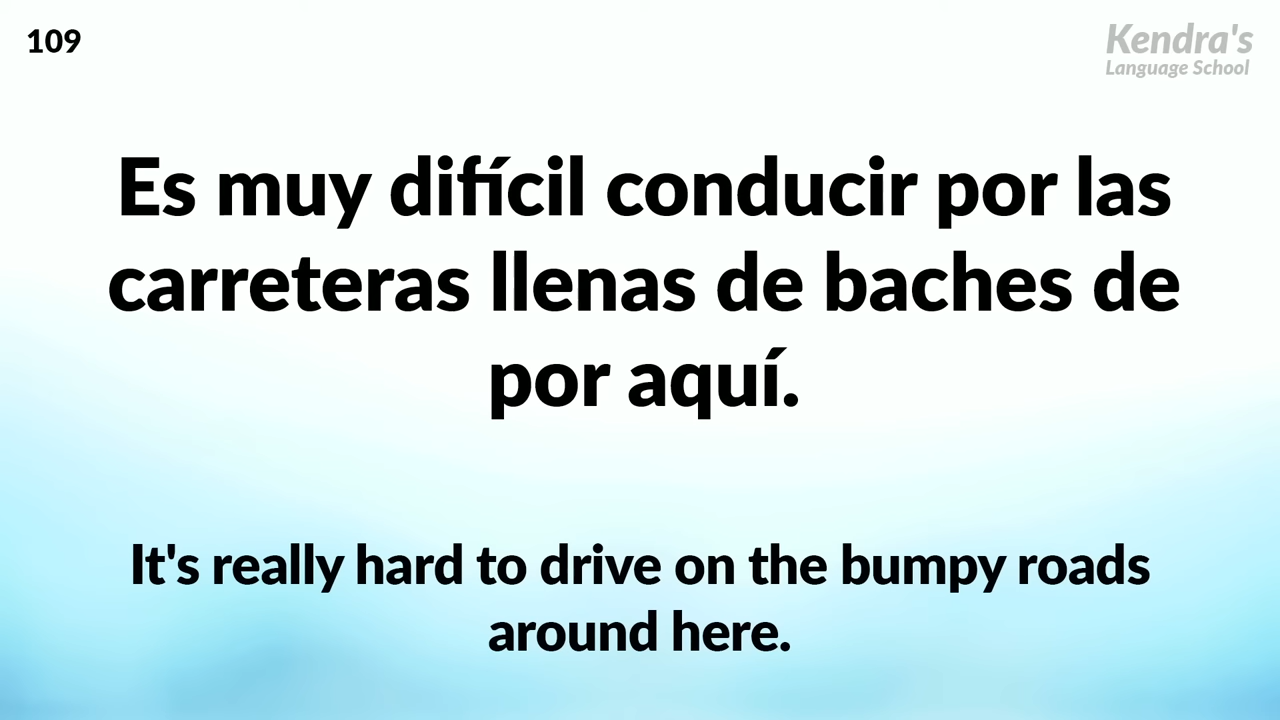 109
Kendra's
Language School
Es muy difícil conducir por las
carreteras llenas de baches de
por aquí.
It's really hard to drive on the bumpy roads
around here.